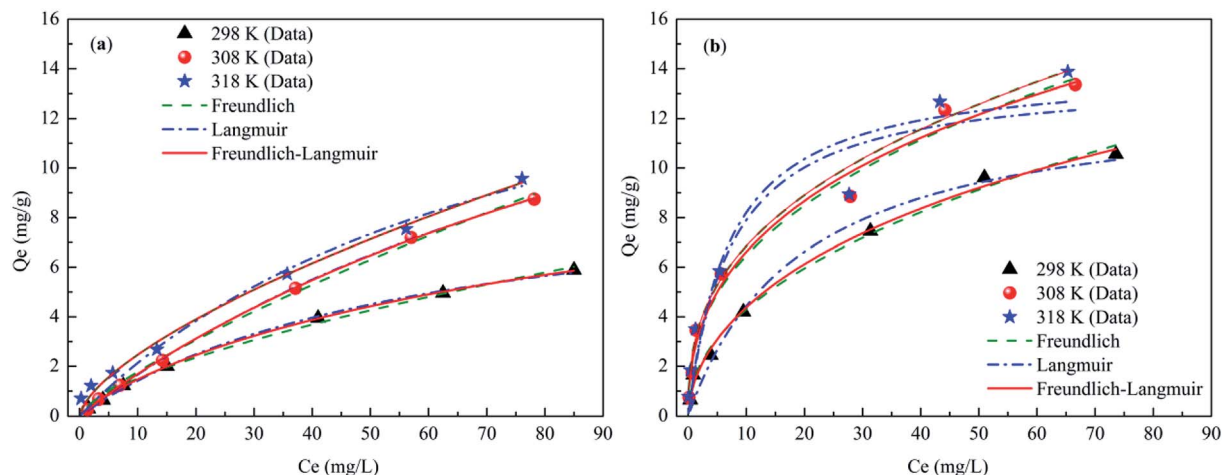 (a)
298 K (Data)
308 K (Data)
318 K (Data)
Freundlich
Langmuir
Freundlich-Langmuir
16
14
12
10
8
6
4
2
0
Qe (mg/g)
0 10 20 30 40 50 60 70 80 90
Ce (mg/L)
(b)
298 K (Data)
308 K (Data)
318 K (Data)
Freundlich
Langmuir
Freundlich-Langmuir
16
14
12
10
8
6
4
2
0
Qe (mg/g)
0 10 20 30 40 50 60 70 80 90
Ce (mg/L)